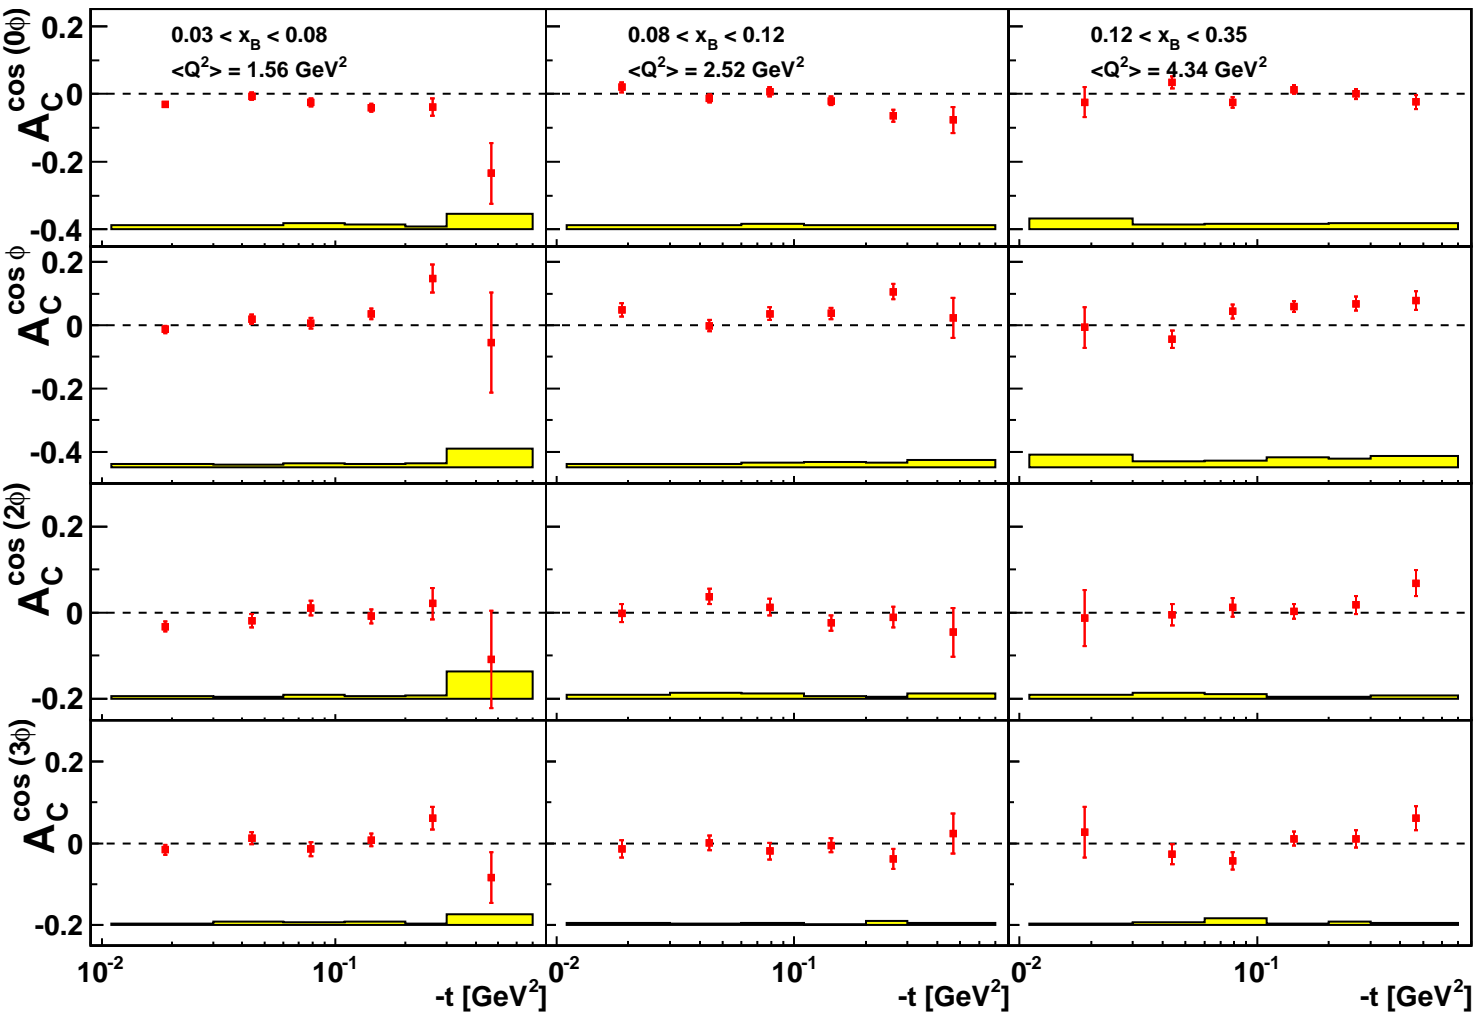 0.03 < x_B < 0.08
<Q²> = 1.56 GeV²
0.08 < x_B < 0.12
<Q²> = 2.52 GeV²
0.12 < x_B < 0.35
<Q²> = 4.34 GeV²
A_C^cos (0ϕ)
0.2
0
-0.2
-0.4
A_C^cos ϕ
0.2
0
-0.2
-0.4
A_C^cos (2ϕ)
0.2
0
-0.2
A_C^cos (3ϕ)
0.2
0
-0.2
10⁻² 10⁻¹ 0⁻² 10⁻¹ 0⁻² 10⁻¹
-t [GeV²] -t [GeV²] -t [GeV²]